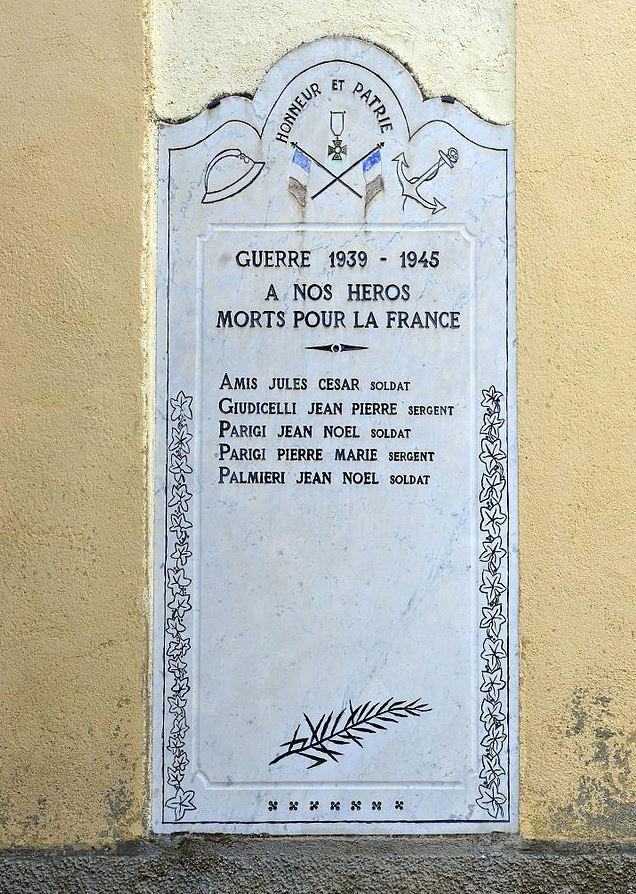 HONNEUR ET PATRIE
GUERRE 1939 - 1945
A NOS HEROS
MORTS POUR LA FRANCE
AMIS JULES CESAR SOLDAT
GIUDICELLI JEAN PIERRE SERGENT
PARIGI JEAN NOEL SOLDAT
PARIGI PIERRE MARIE SERGENT
PALMIERI JEAN NOEL SOLDAT